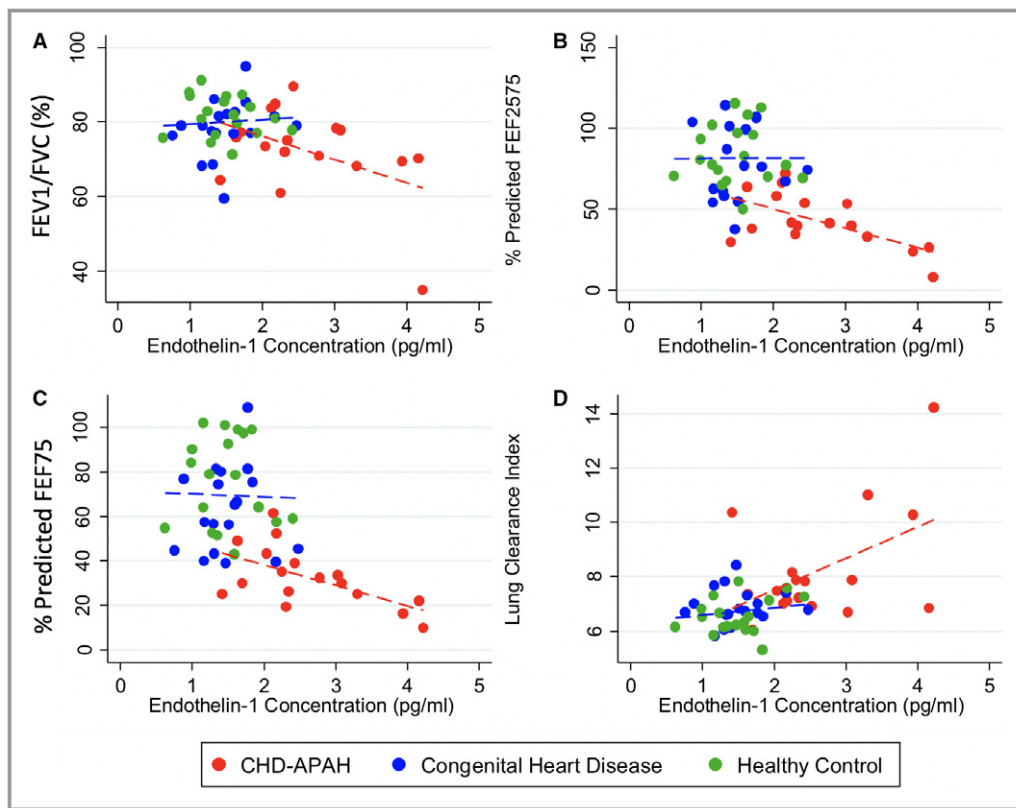 A
FEV1/FVC (%)
100
80
60
40
0 1 2 3 4 5
Endothelin-1 Concentration (pg/ml)
B
% Predicted FEF2575
150
100
50
0
0 1 2 3 4 5
Endothelin-1 Concentration (pg/ml)
C
% Predicted FEF75
100
80
60
40
20
0
0 1 2 3 4 5
Endothelin-1 Concentration (pg/ml)
D
Lung Clearance Index
14
12
10
8
6
0 1 2 3 4 5
Endothelin-1 Concentration (pg/ml)
CHD-APAH Congenital Heart Disease Healthy Control